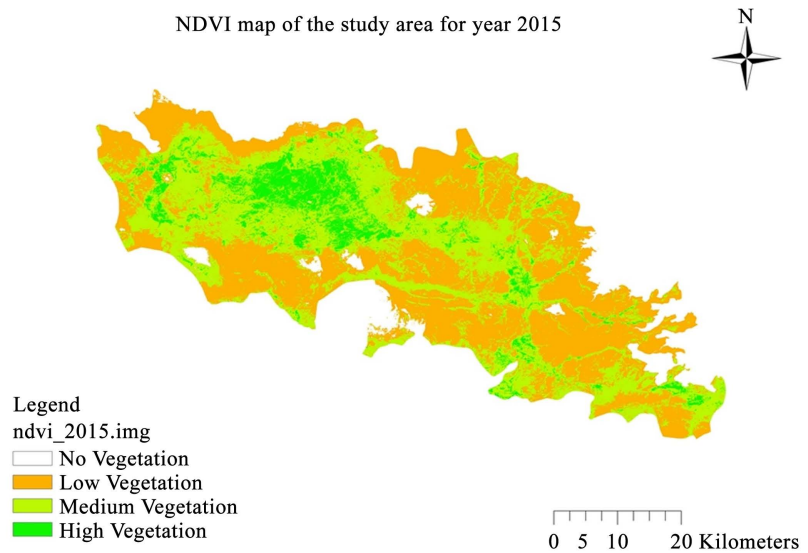 NDVI map of the study area for year 2015
N
Legend
ndvi_2015.img
No Vegetation
Low Vegetation
Medium Vegetation
High Vegetation
0 5 10 20 Kilometers